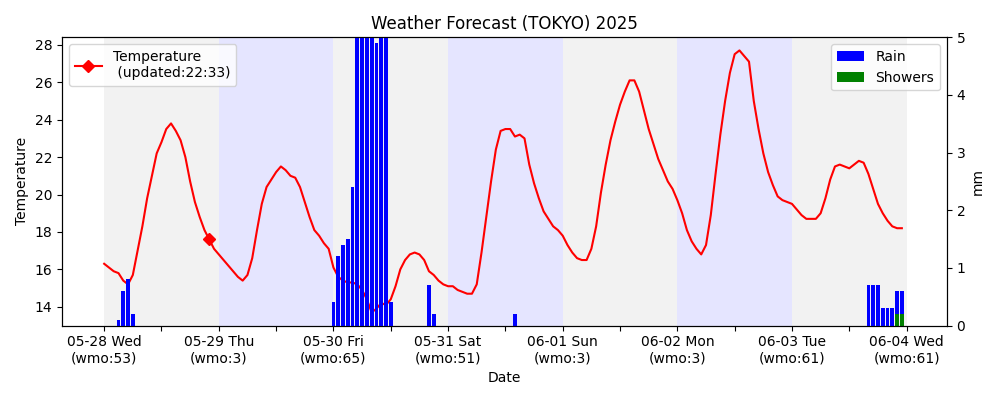 Weather Forecast (TOKYO) 2025
Temperature
(updated:22:33)
Rain
Showers
Temperature
28
26
24
22
20
18
16
14
5
4
3
2
1
0
mm
05-28 Wed
(wmo:53)
05-29 Thu
(wmo:3)
05-30 Fri
(wmo:65)
05-31 Sat
(wmo:51)
06-01 Sun
(wmo:3)
06-02 Mon
(wmo:3)
06-03 Tue
(wmo:61)
06-04 Wed
(wmo:61)
Date